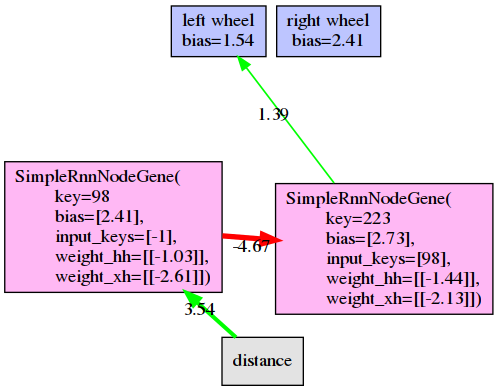 left wheel
bias=1.54
right wheel
bias=2.41
1.39
SimpleRnnNodeGene(
key=98
bias=[2.41],
input_keys=[-1],
weight_hh=[[-1.03]],
weight_xh=[[-2.61]])
-4.67
SimpleRnnNodeGene(
key=223
bias=[2.73],
input_keys=[98],
weight_hh=[[-1.44]],
weight_xh=[[-2.13]])
3.54
distance